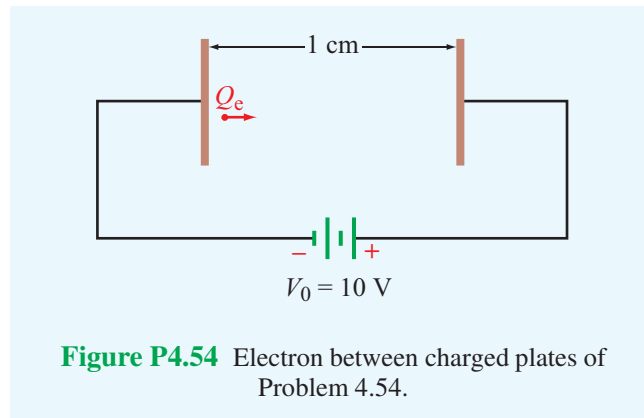 1 cm
Qe
− +
V0 = 10 V
Figure P4.54 Electron between charged plates of
Problem 4.54.